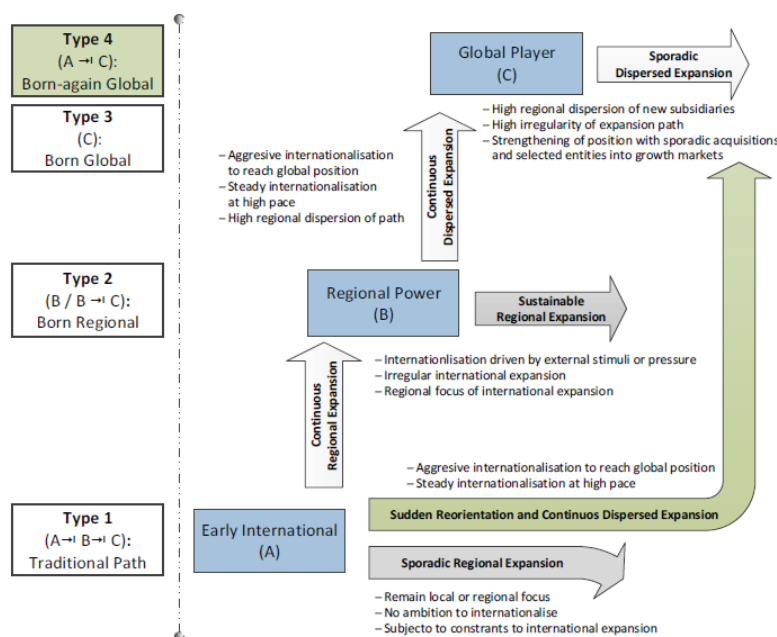 Type 4
(A →ı C):
Born-again Global
Type 3
(C):
Born Global
Type 2
(B / B →ı C):
Born Regional
Type 1
(A→ı B→ı C):
Traditional Path
Global Player
(C)
Sporadic
Dispersed Expansion
– High regional dispersion of new subsidiaries
– High irregularity of expansion path
– Strengthening of position with sporadic acquisitions
and selected entities into growth markets
– Aggresive internationalisation
to reach global position
– Steady internationalisation
at high pace
– High regional dispersion of path
Continuous
Dispersed Expansion
Regional Power
(B)
Sustainable
Regional Expansion
– Internationlisation driven by external stimuli or pressure
– Irregular international expansion
– Regional focus of international expansion
Continuous
Regional Expansion
– Aggresive internationalisation to reach global position
– Steady internationalisation at high pace
Early International
(A)
Sudden Reorientation and Continuos Dispersed Expansion
Sporadic Regional Expansion
– Remain local or regional focus
– No ambition to internationalise
– Subjecto to constrants to international expansion